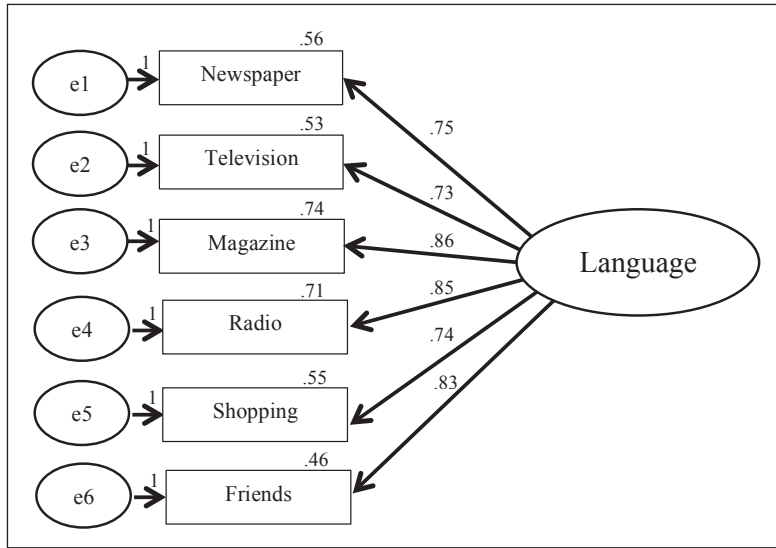 .56
e1
1
Newspaper
.75
.53
e2
1
Television
.73
.74
e3
1
Magazine
.86
Language
.71
e4
1
Radio
.85
.55
e5
1
Shopping
.74
.46
e6
1
Friends
.83